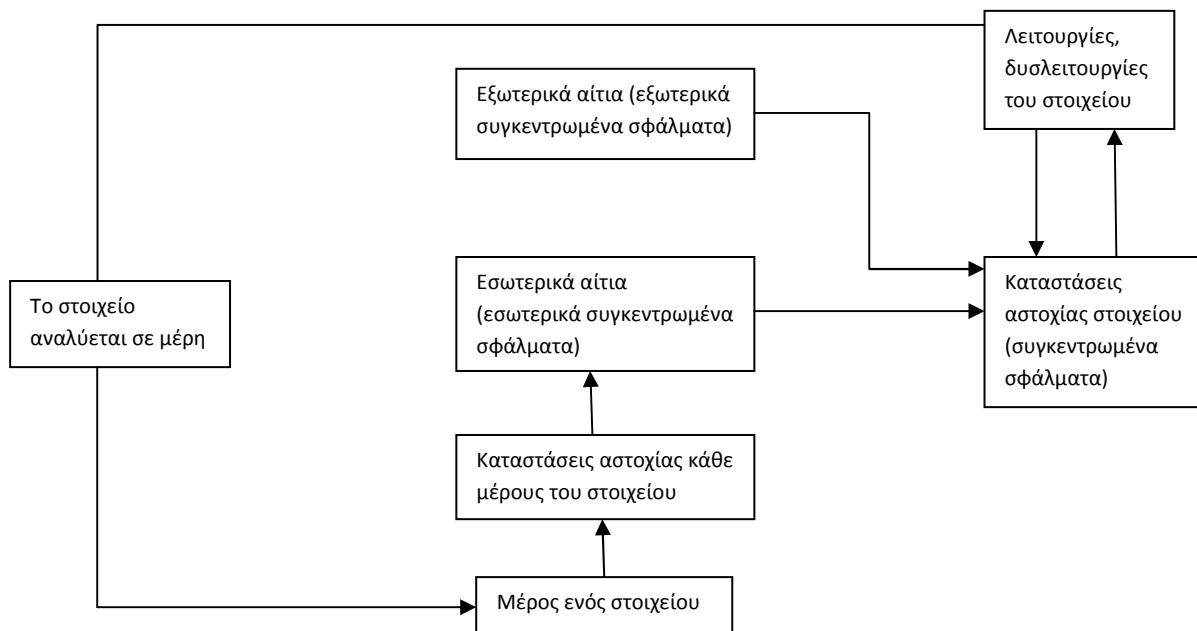 Λειτουργίες,
δυσλειτουργίες
του στοιχείου
Εξωτερικά αίτια (εξωτερικά
συγκεντρωμένα σφάλματα)
Το στοιχείο
αναλύεται σε μέρη
Εσωτερικά αίτια
(εσωτερικά συγκεντρωμένα
σφάλματα)
Καταστάσεις
αστοχίας στοιχείου
(συγκεντρωμένα
σφάλματα)
Καταστάσεις αστοχίας κάθε
μέρους του στοιχείου
Μέρος ενός στοιχείου